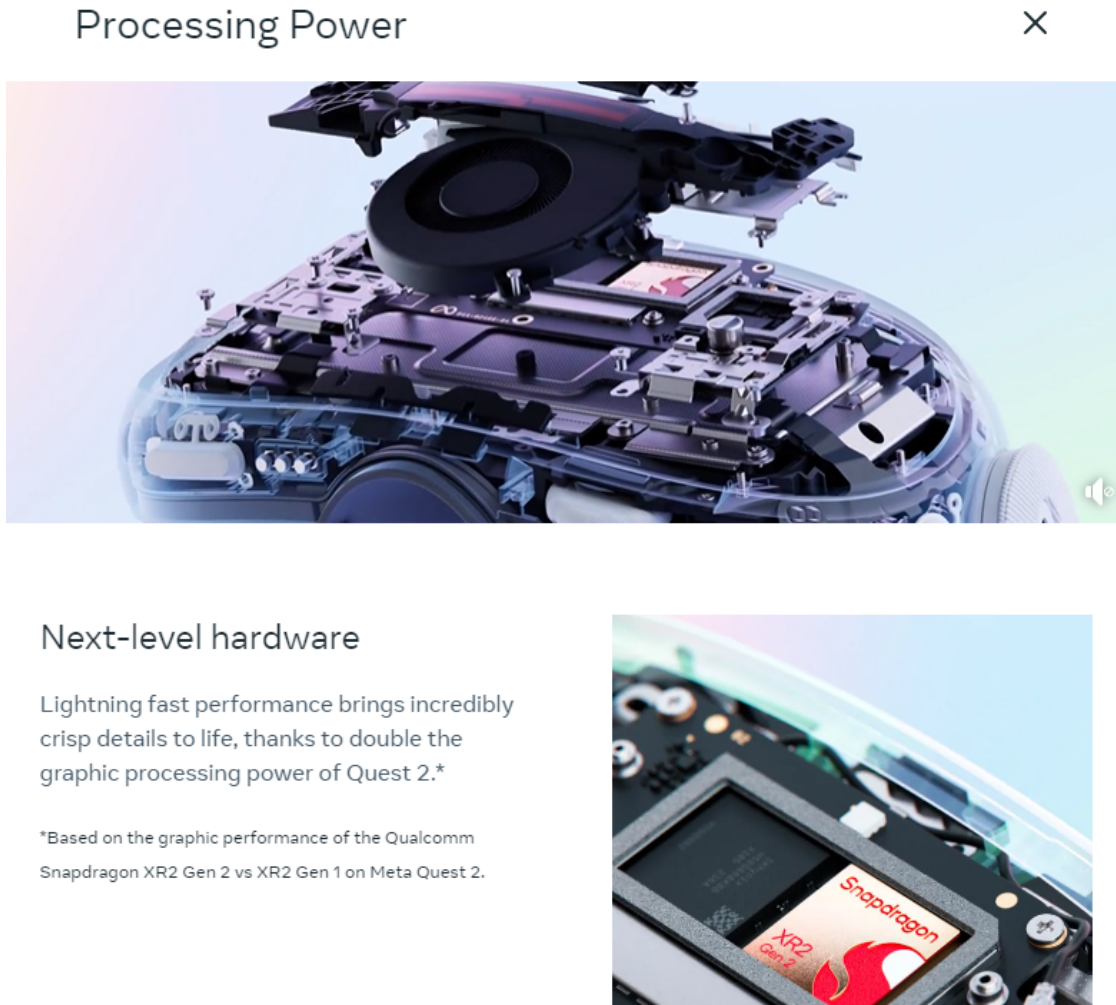 Processing Power
Snapdragon
Next-level hardware
Lightning fast performance brings incredibly
crisp details to life, thanks to double the
graphic processing power of Quest 2.*
*Based on the graphic performance of the Qualcomm
Snapdragon XR2 Gen 2 vs XR2 Gen 1 on Meta Quest 2.
Snapdragon
XR2
Gen 2